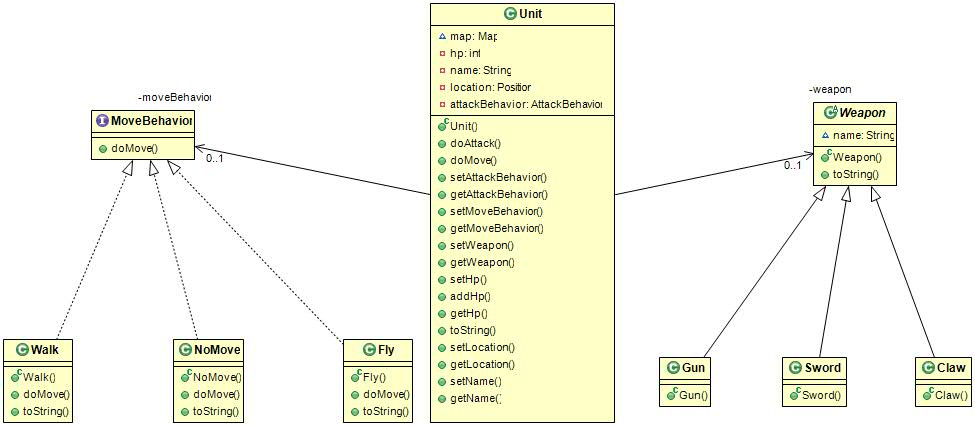 Unit
map: Map
hp: int
name: String
location: Position
attackBehavior: AttackBehavior
Unit()
doAttack()
doMove()
setAttackBehavior()
getAttackBehavior()
setMoveBehavior()
getMoveBehavior()
setWeapon()
getWeapon()
setHp()
addHp()
getHp()
toString()
setLocation()
getLocation()
setName()
getName()
-moveBehavior
MoveBehavior
doMove()
0..1
-weapon
Weapon
name: String
Weapon()
toString()
0..1
Walk
Walk()
doMove()
toString()
NoMove
NoMove()
doMove()
toString()
Fly
Fly()
doMove()
toString()
Gun
Gun()
Sword
Sword()
Claw
Claw()